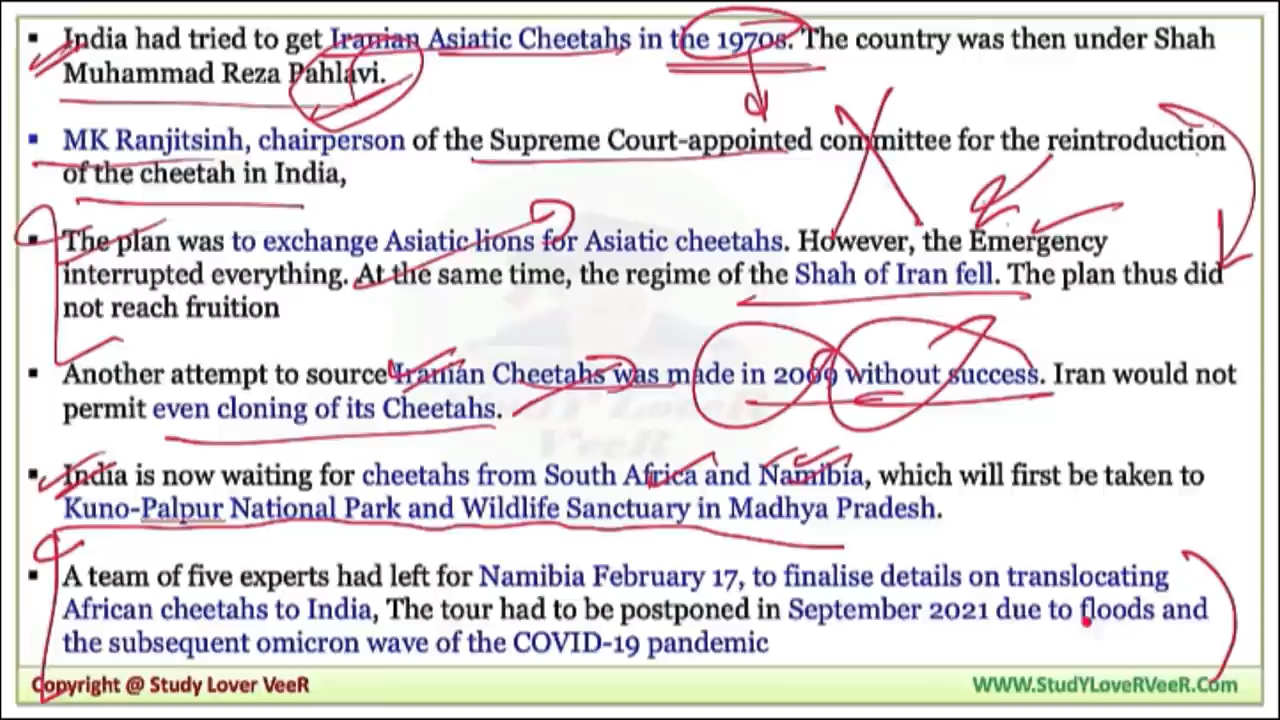 ▪ India had tried to get Iranian Asiatic Cheetahs in the 1970s. The country was then under Shah
Muhammad Reza Pahlavi.
▪ MK Ranjitsinh, chairperson of the Supreme Court-appointed committee for the reintroduction
of the cheetah in India,
▪ The plan was to exchange Asiatic lions for Asiatic cheetahs. However, the Emergency
interrupted everything. At the same time, the regime of the Shah of Iran fell. The plan thus did
not reach fruition
▪ Another attempt to source Iranian Cheetahs was made in 2009 without success. Iran would not
permit even cloning of its Cheetahs.
▪ India is now waiting for cheetahs from South Africa and Namibia, which will first be taken to
Kuno-Palpur National Park and Wildlife Sanctuary in Madhya Pradesh.
▪ A team of five experts had left for Namibia February 17, to finalise details on translocating
African cheetahs to India, The tour had to be postponed in September 2021 due to floods and
the subsequent omicron wave of the COVID-19 pandemic
Copyright @ Study Lover VeeR
WWW.StudYLoveRVeeR.Com